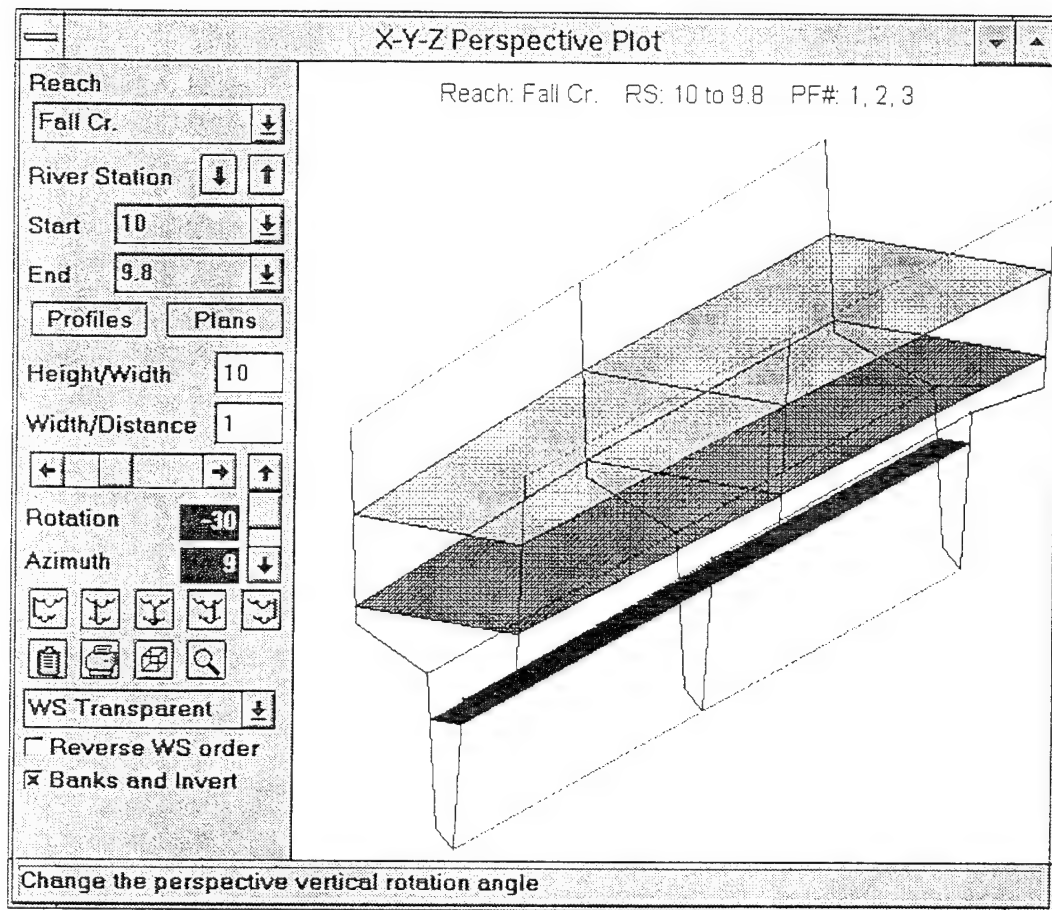 X-Y-Z Perspective Plot
Reach
Fall Cr.
River Station
Start 10
End 9.8
Profiles Plans
Height/Width 10
Width/Distance 1
Rotation -30
Azimuth 9
WS Transparent
Reverse WS order
Banks and Invert
Reach: Fall Cr. RS: 10 to 9.8 PF#: 1, 2, 3
Change the perspective vertical rotation angle